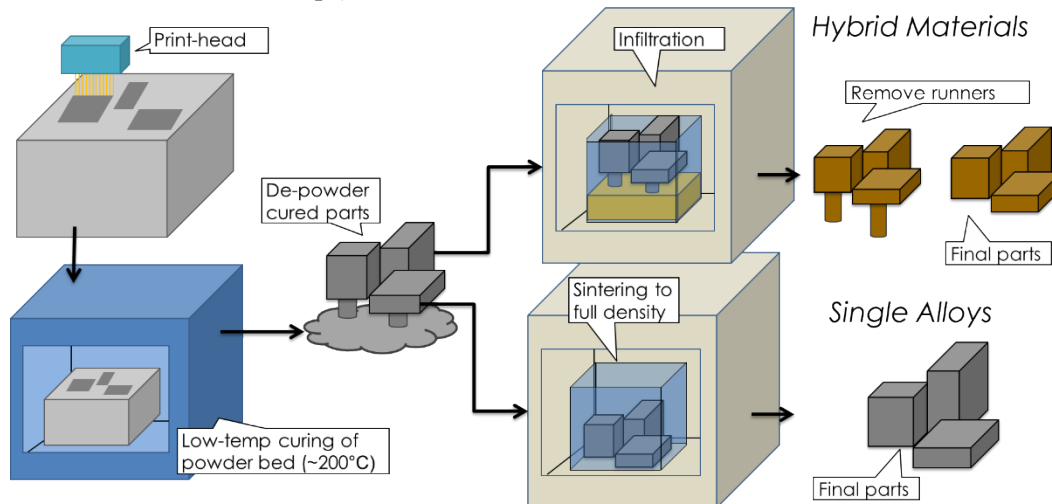 Print-head
Infiltration
Hybrid Materials
Remove runners
De-powder
cured parts
Final parts
Sintering to
full density
Single Alloys
Low-temp curing of
powder bed (~200°C)
Final parts